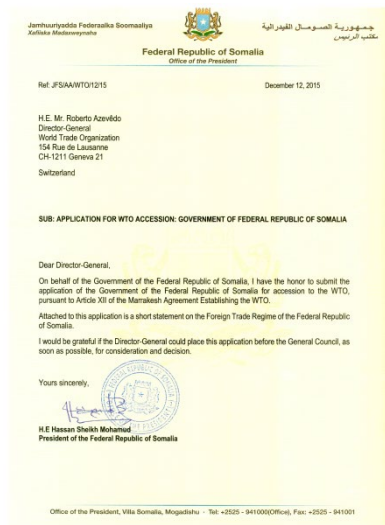 Jamhuuriyadda Federaalka Soomaaliya
Xafiiska Madaxweynaha
جـمـهـوريـة الصـومـال الفيدرالية
مكتب الرئيس
Federal Republic of Somalia
Office of the President
Ref: JFS/AA/WTO/12/15
December 12, 2015
H.E. Mr. Roberto Azevêdo
Director-General
World Trade Organization
154 Rue de Lausanne
CH-1211 Geneva 21
Switzerland
SUB: APPLICATION FOR WTO ACCESSION: GOVERNMENT OF FEDERAL REPUBLIC OF SOMALIA
Dear Director-General,
On behalf of the Government of the Federal Republic of Somalia, I have the honor to submit the
application of the Government of the Federal Republic of Somalia for accession to the WTO,
pursuant to Article XII of the Marrakesh Agreement Establishing the WTO.
Attached to this application is a short statement on the Foreign Trade Regime of the Federal Republic
of Somalia.
I would be grateful if the Director-General could place this application before the General Council, as
soon as possible, for consideration and decision.
Yours sincerely,
H.E Hassan Sheikh Mohamud
President of the Federal Republic of Somalia
Office of the President, Villa Somalia, Mogadishu - Tel: +2525 - 941000(Office), Fax: +2525 - 941001